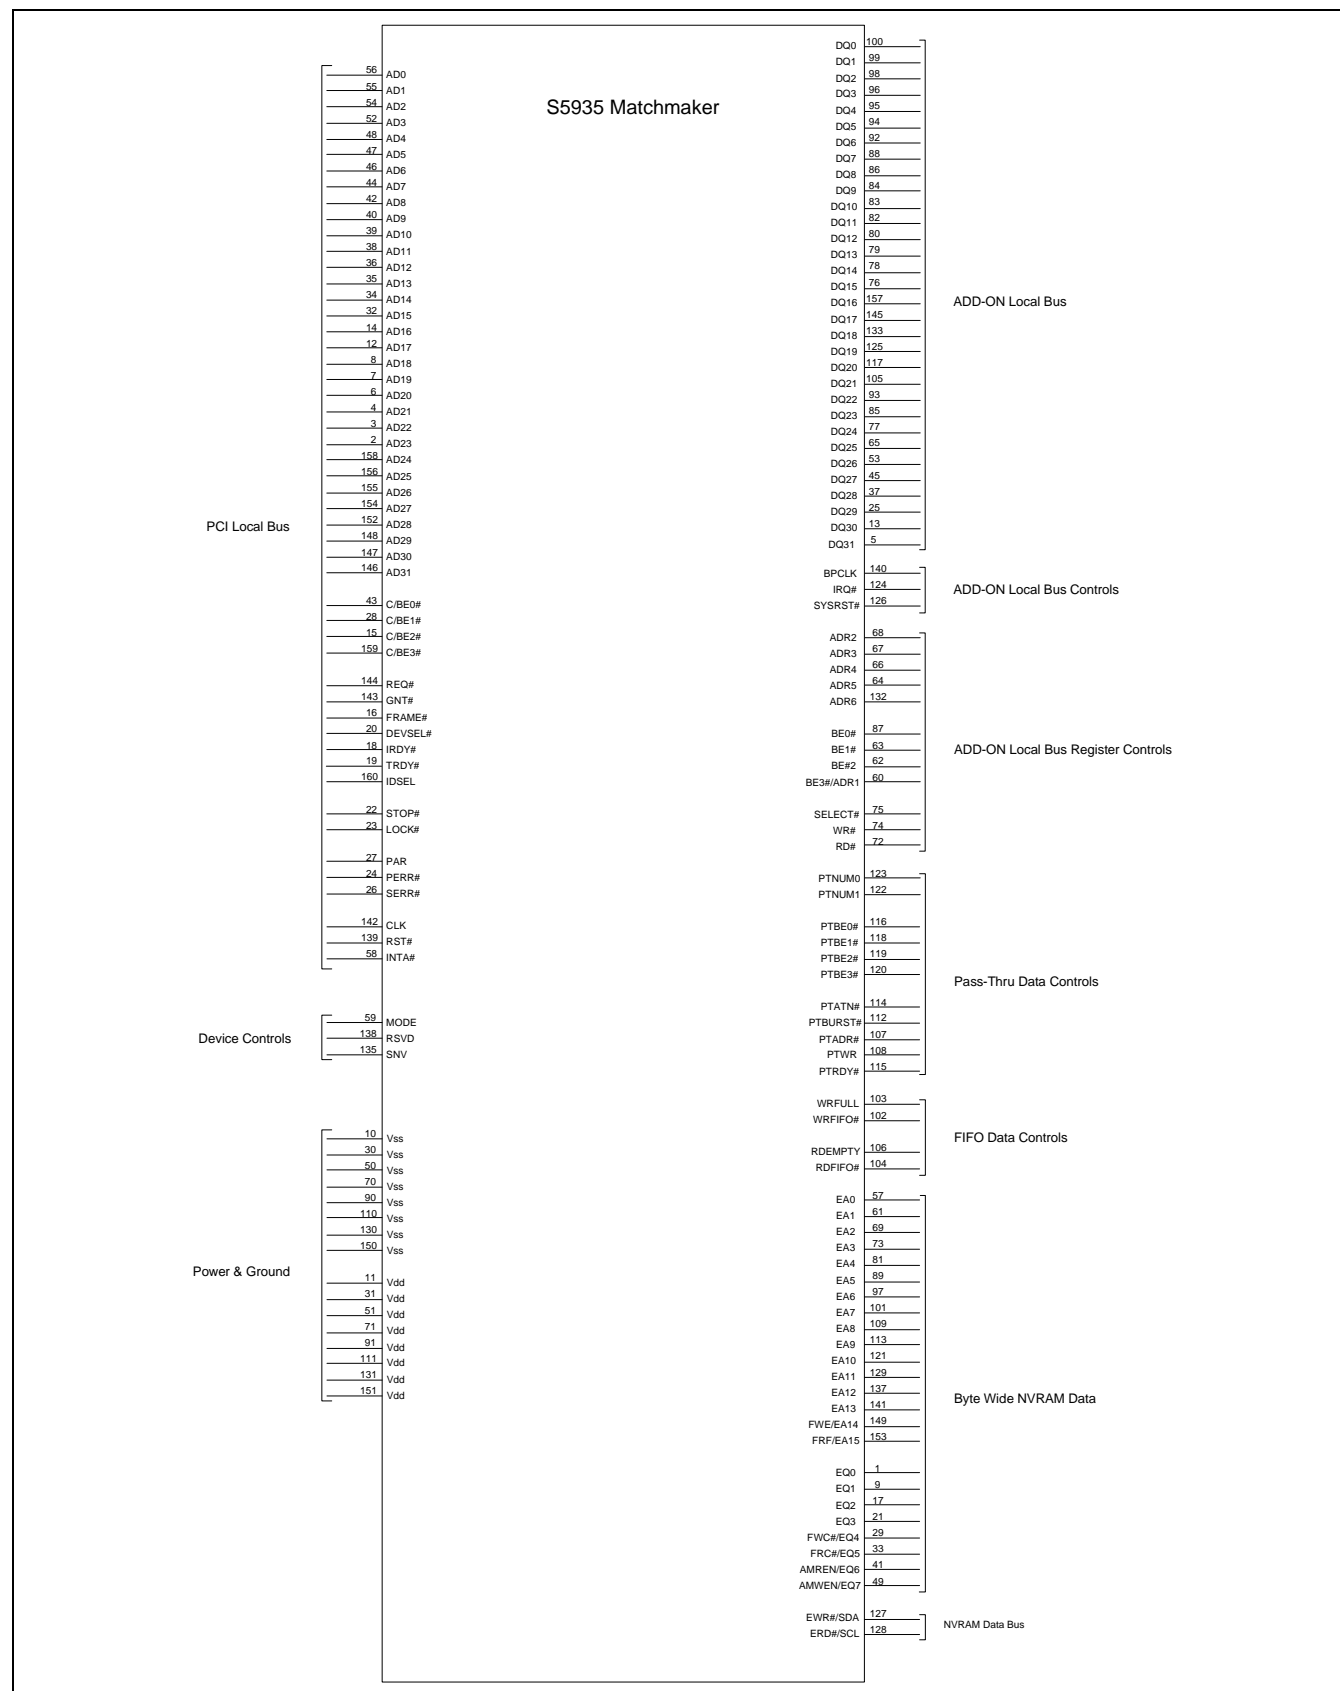 S5935 Matchmaker
PCI Local Bus
56 AD0
55 AD1
54 AD2
52 AD3
48 AD4
47 AD5
46 AD6
44 AD7
42 AD8
40 AD9
39 AD10
38 AD11
36 AD12
35 AD13
34 AD14
32 AD15
14 AD16
12 AD17
8 AD18
7 AD19
6 AD20
4 AD21
3 AD22
2 AD23
158 AD24
156 AD25
155 AD26
154 AD27
152 AD28
148 AD29
147 AD30
146 AD31
43 C/BE0#
28 C/BE1#
15 C/BE2#
159 C/BE3#
144 REQ#
143 GNT#
16 FRAME#
20 DEVSEL#
18 IRDY#
19 TRDY#
160 IDSEL
22 STOP#
23 LOCK#
27 PAR
24 PERR#
26 SERR#
142 CLK
139 RST#
58 INTA#
Device Controls
59 MODE
138 RSVD
135 SNV
Power & Ground
10 Vss
30 Vss
50 Vss
70 Vss
90 Vss
110 Vss
130 Vss
150 Vss
11 Vdd
31 Vdd
51 Vdd
71 Vdd
91 Vdd
111 Vdd
131 Vdd
151 Vdd
DQ0 100
DQ1 99
DQ2 98
DQ3 96
DQ4 95
DQ5 94
DQ6 92
DQ7 88
DQ8 86
DQ9 84
DQ10 83
DQ11 82
DQ12 80
DQ13 79
DQ14 78
DQ15 76
DQ16 157
DQ17 145
DQ18 133
DQ19 125
DQ20 117
DQ21 105
DQ22 93
DQ23 85
DQ24 77
DQ25 65
DQ26 53
DQ27 45
DQ28 37
DQ29 25
DQ30 13
DQ31 5
ADD-ON Local Bus
BPCLK 140
IRQ# 124
SYSRST# 126
ADD-ON Local Bus Controls
ADR2 68
ADR3 67
ADR4 66
ADR5 64
ADR6 132
BE0# 87
BE1# 63
BE#2 62
BE3#/ADR1 60
SELECT# 75
WR# 74
RD# 72
ADD-ON Local Bus Register Controls
PTNUM0 123
PTNUM1 122
PTBE0# 116
PTBE1# 118
PTBE2# 119
PTBE3# 120
PTATN# 114
PTBURST# 112
PTADR# 107
PTWR 108
PTRDY# 115
Pass-Thru Data Controls
WRFULL 103
WRFIFO# 102
RDEMPTY 106
RDFIFO# 104
FIFO Data Controls
EA0 57
EA1 61
EA2 69
EA3 73
EA4 81
EA5 89
EA6 97
EA7 101
EA8 109
EA9 113
EA10 121
EA11 129
EA12 137
EA13 141
FWE/EA14 149
FRF/EA15 153
EQ0 1
EQ1 9
EQ2 17
EQ3 21
FWC#/EQ4 29
FRC#/EQ5 33
AMREN/EQ6 41
AMWEN/EQ7 49
Byte Wide NVRAM Data
EWR#/SDA 127
ERD#/SCL 128
NVRAM Data Bus